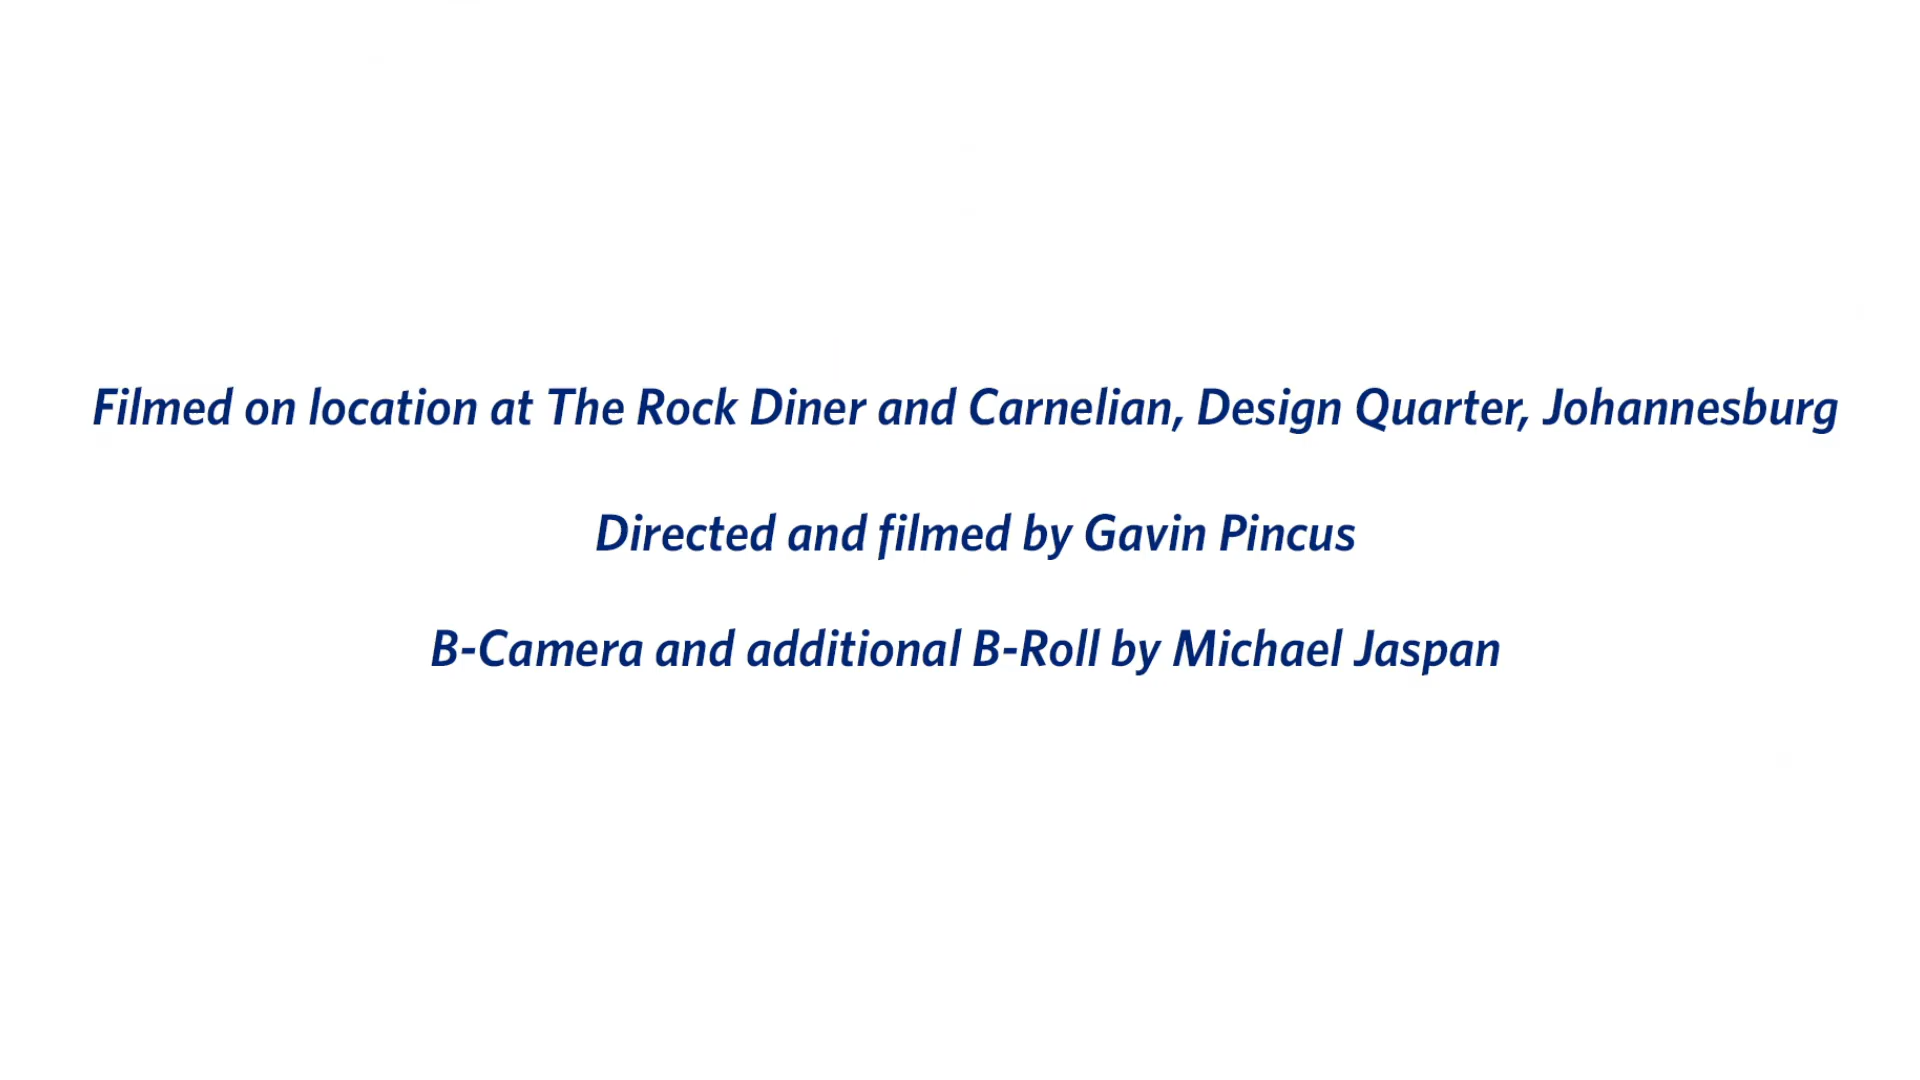 Filmed on location at The Rock Diner and Carnelian, Design Quarter, Johannesburg
Directed and filmed by Gavin Pincus
B-Camera and additional B-Roll by Michael Jaspan